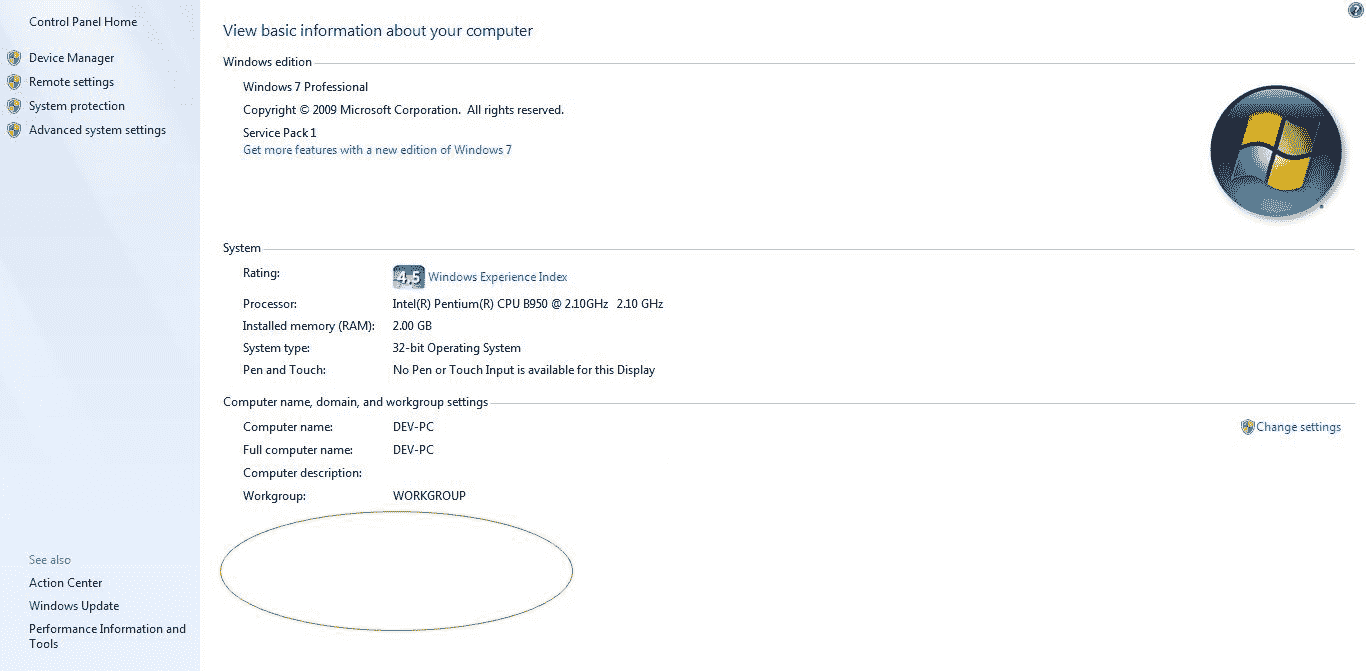 Control Panel Home
Device Manager
Remote settings
System protection
Advanced system settings
See also
Action Center
Windows Update
Performance Information and
Tools
View basic information about your computer
Windows edition
Windows 7 Professional
Copyright © 2009 Microsoft Corporation.  All rights reserved.
Service Pack 1
Get more features with a new edition of Windows 7
System
Rating: 4,5 Windows Experience Index
Processor: Intel(R) Pentium(R) CPU B950 @ 2.10GHz   2.10 GHz
Installed memory (RAM): 2.00 GB
System type: 32-bit Operating System
Pen and Touch: No Pen or Touch Input is available for this Display
Computer name, domain, and workgroup settings
Computer name: DEV-PC Change settings
Full computer name: DEV-PC
Computer description:
Workgroup: WORKGROUP